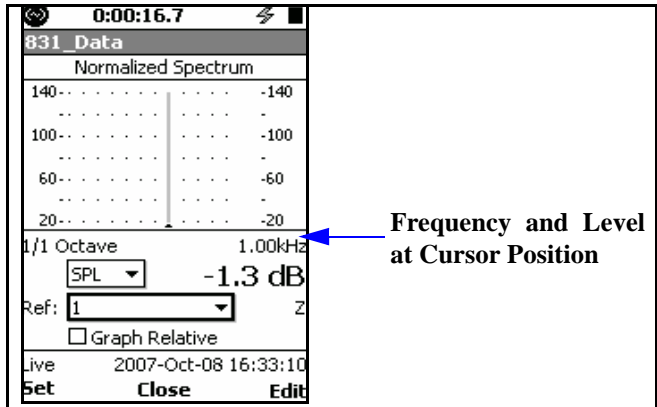 0:00:16.7
831_Data
Normalized Spectrum
140 -140
100 -100
60 -60
20 -20
1/1 Octave 1.00kHz
SPL -1.3 dB
Ref: 1 Z
Graph Relative
Live 2007-Oct-08 16:33:10
Set Close Edit
Frequency and Level
at Cursor Position